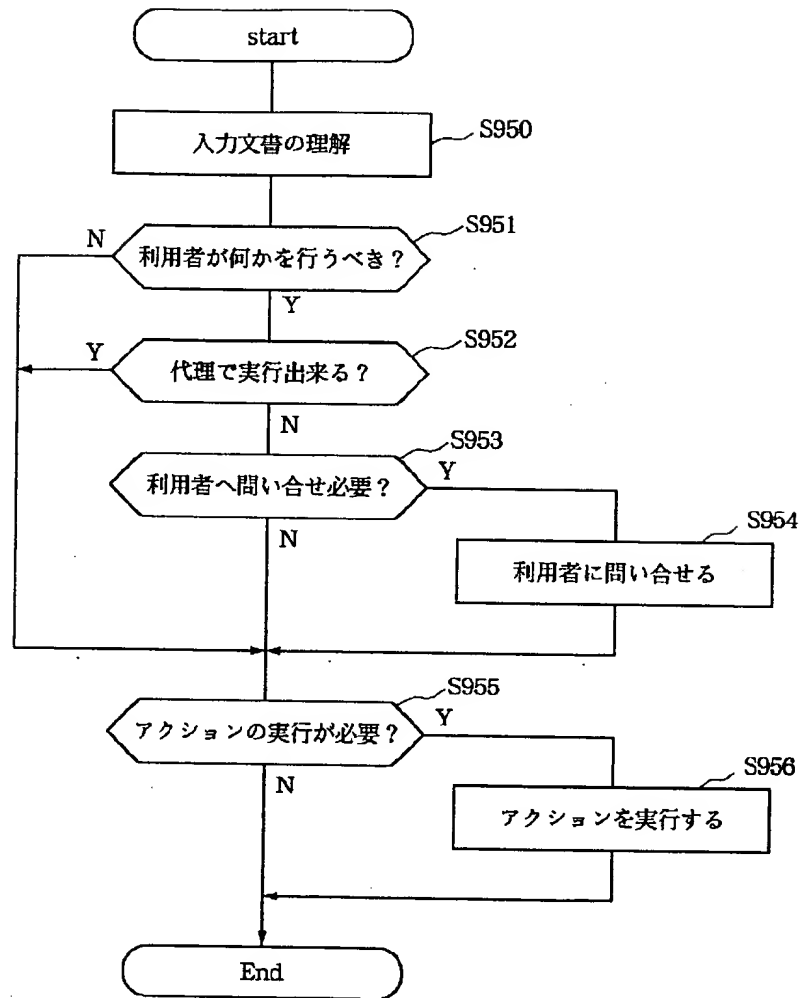 start
入力文書の理解
S950
利用者が何かを行うべき？
S951
N
Y
代理で実行出来る？
S952
Y
N
利用者へ問い合せ必要？
S953
Y
N
利用者に問い合せる
S954
アクションの実行が必要？
S955
Y
N
アクションを実行する
S956
End